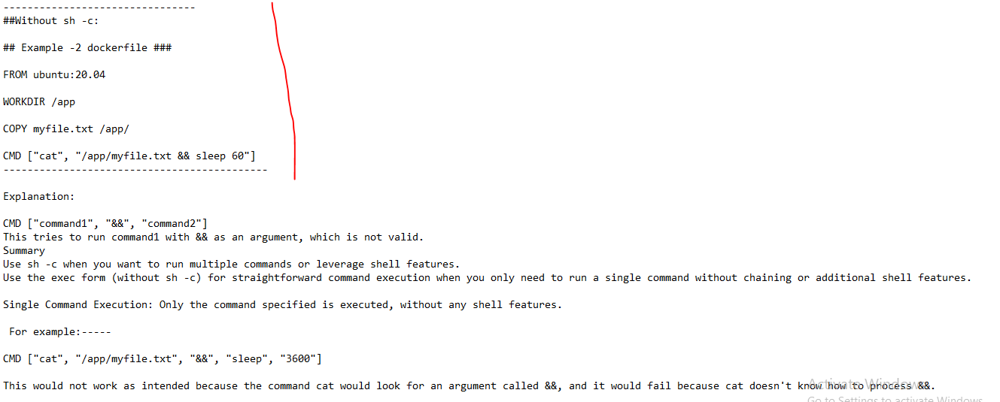 --------------------------------
##Without sh -c:
## Example -2 dockerfile ###
FROM ubuntu:20.04
WORKDIR /app
COPY myfile.txt /app/
CMD ["cat", "/app/myfile.txt && sleep 60"]
--------------------------------------------
Explanation:
CMD ["command1", "&&", "command2"]
This tries to run command1 with && as an argument, which is not valid.
Summary
Use sh -c when you want to run multiple commands or leverage shell features.
Use the exec form (without sh -c) for straightforward command execution when you only need to run a single command without chaining or additional shell features.
Single Command Execution: Only the command specified is executed, without any shell features.
For example:-----
CMD ["cat", "/app/myfile.txt", "&&", "sleep", "3600"]
This would not work as intended because the command cat would look for an argument called &&, and it would fail because cat doesn't know how to process &&.
Activate Windows
Go to Settings to activate Windows.